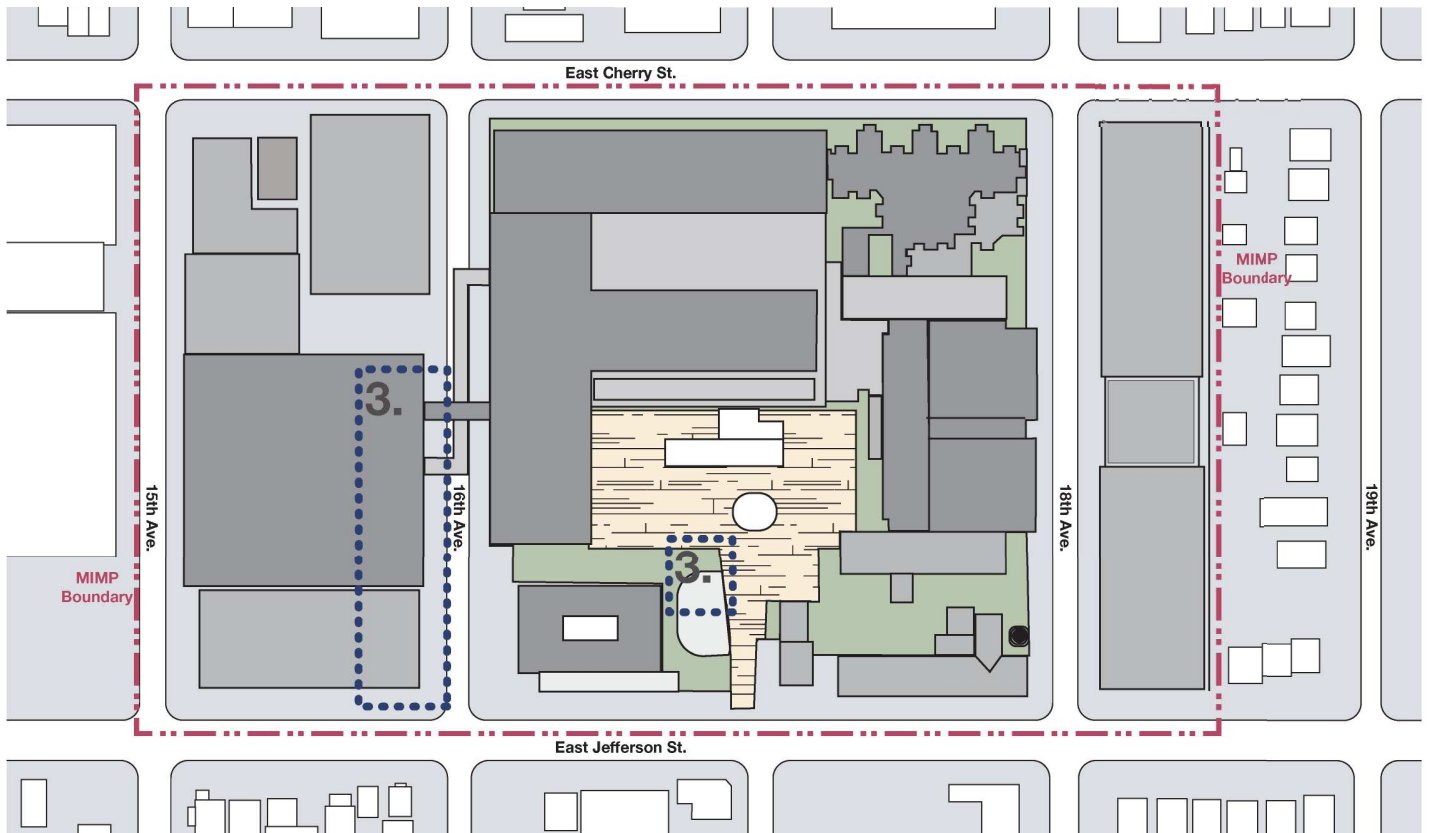 East Cherry St.
MIMP
Boundary
3.
15th Ave.
16th Ave.
18th Ave.
19th Ave.
3.
MIMP
Boundary
East Jefferson St.